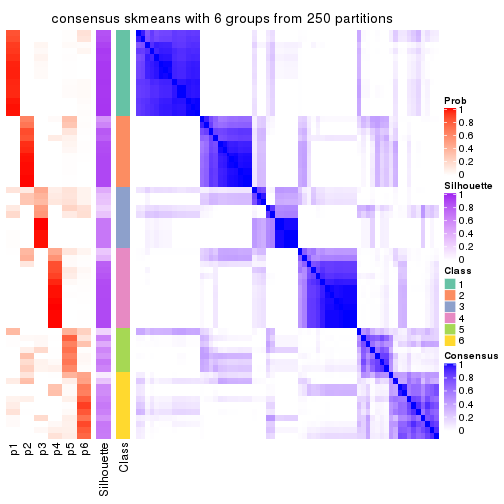 consensus skmeans with 6 groups from 250 partitions
Prob
1
0.8
0.6
0.4
0.2
0
Silhouette
1
0.8
0.6
0.4
0.2
0
Class
1
2
3
4
5
6
Consensus
1
0.8
0.6
0.4
0.2
0
p1
p2
p3
p4
p5
p6
Silhouette
Class